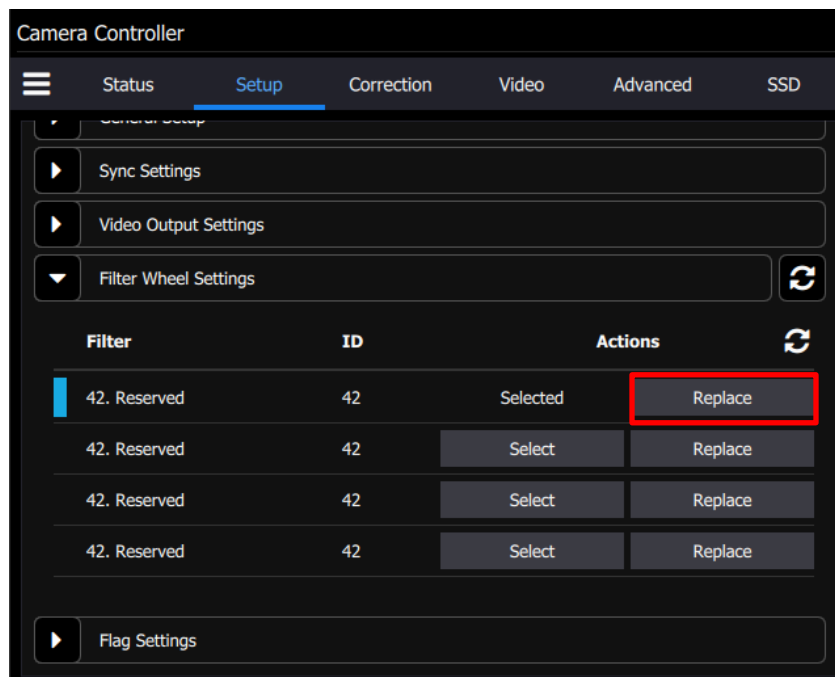 Camera Controller
Status Setup Correction Video Advanced SSD
General Setup
Sync Settings
Video Output Settings
Filter Wheel Settings
Filter ID Actions
42. Reserved 42 Selected Replace
42. Reserved 42 Select Replace
42. Reserved 42 Select Replace
42. Reserved 42 Select Replace
Flag Settings